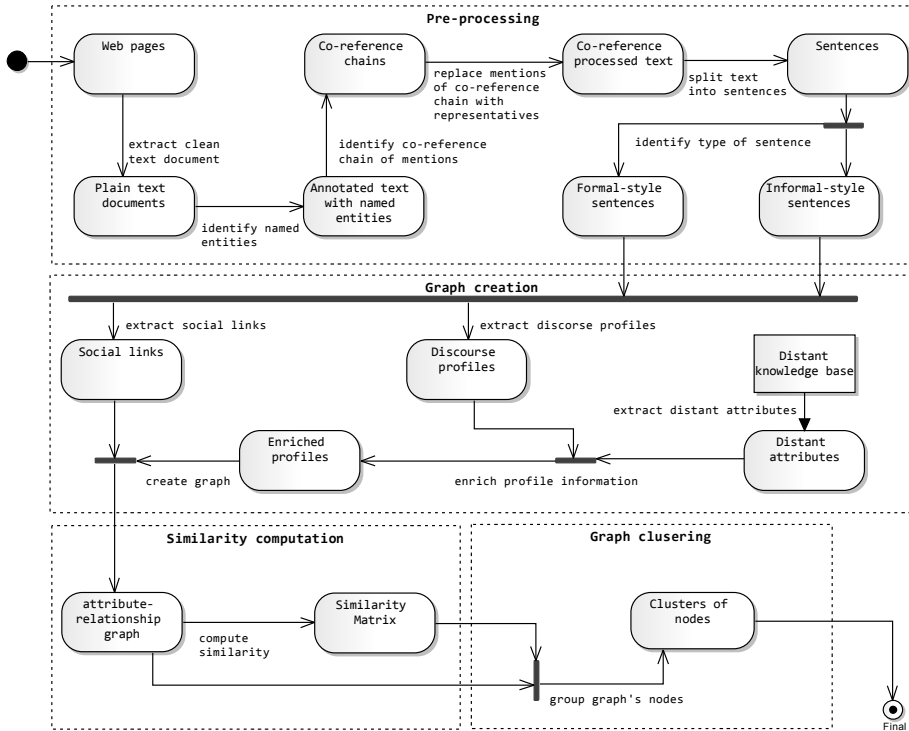 Pre-processing
Web pages
Co-reference
chains
Co-reference
processed text
Sentences
replace mentions
of co-reference
chain with
representatives
split text
into sentences
extract clean
text document
identify co-reference
chain of mentions
identify type of sentence
Plain text
documents
Annotated text
with named
entities
Formal-style
sentences
Informal-style
sentences
identify named
entities
Graph creation
extract social links
extract discorse profiles
Social links
Discourse
profiles
Distant
knowledge base
extract distant attributes
Enriched
profiles
Distant
attributes
create graph
enrich profile information
Similarity computation
Graph clusering
attribute-
relationship
graph
Similarity
Matrix
Clusters of
nodes
compute
similarity
group graph's nodes
Final